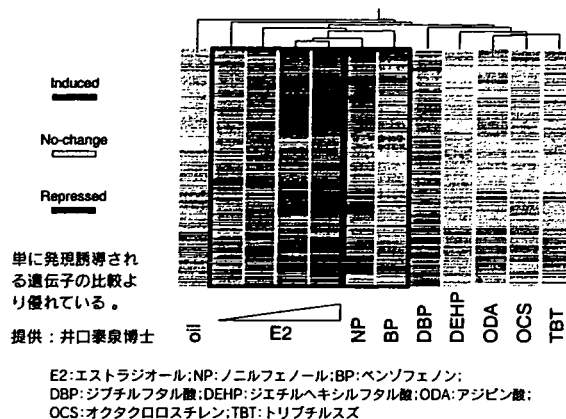 Induced
No-change
Repressed
単に発現誘導され
る遺伝子の比較よ
り優れている。
提供：井口泰泉博士
oil
E2
NP
BP
DBP
DEHP
ODA
OCS
TBT
E2:エストラジオール;NP:ノニルフェノール;BP:ベンゾフェノン;
DBP:ジブチルフタル酸;DEHP:ジエチルヘキシルフタル酸;ODA:アジピン酸;
OCS:オクタクロロスチレン;TBT:トリブチルスズ